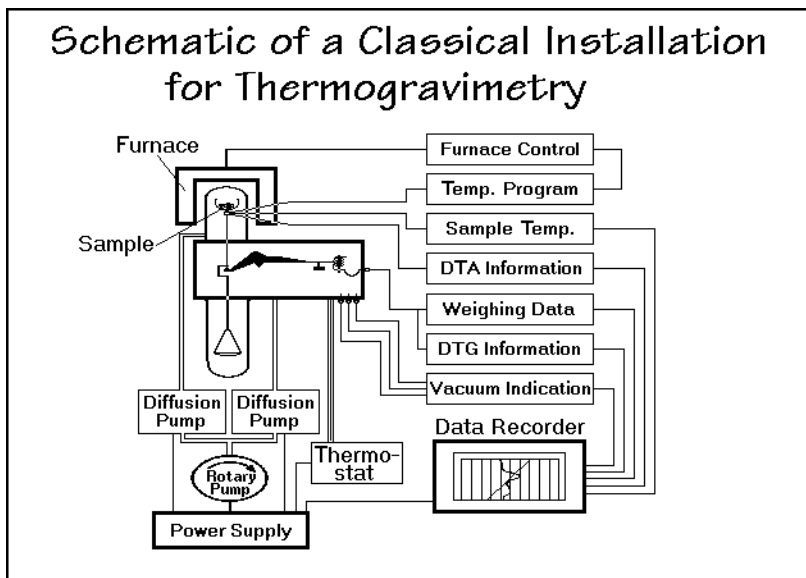 Schematic of a Classical Installation
for Thermogravimetry
Furnace
Sample
Furnace Control
Temp. Program
Sample Temp.
DTA Information
Weighing Data
DTG Information
Vacuum Indication
Diffusion
Pump
Diffusion
Pump
Rotary
Pump
Thermo-
stat
Power Supply
Data Recorder